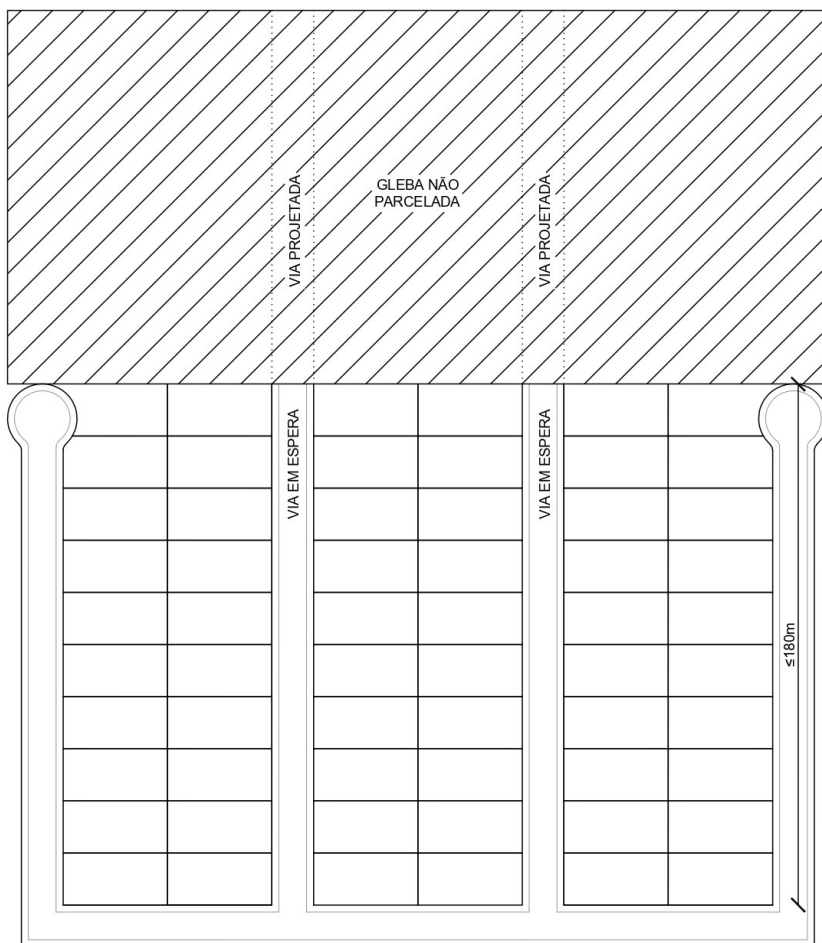 GLEBA NÃO
PARCELADA
VIA PROJETADA
VIA PROJETADA
VIA EM ESPERA
VIA EM ESPERA
≤180m